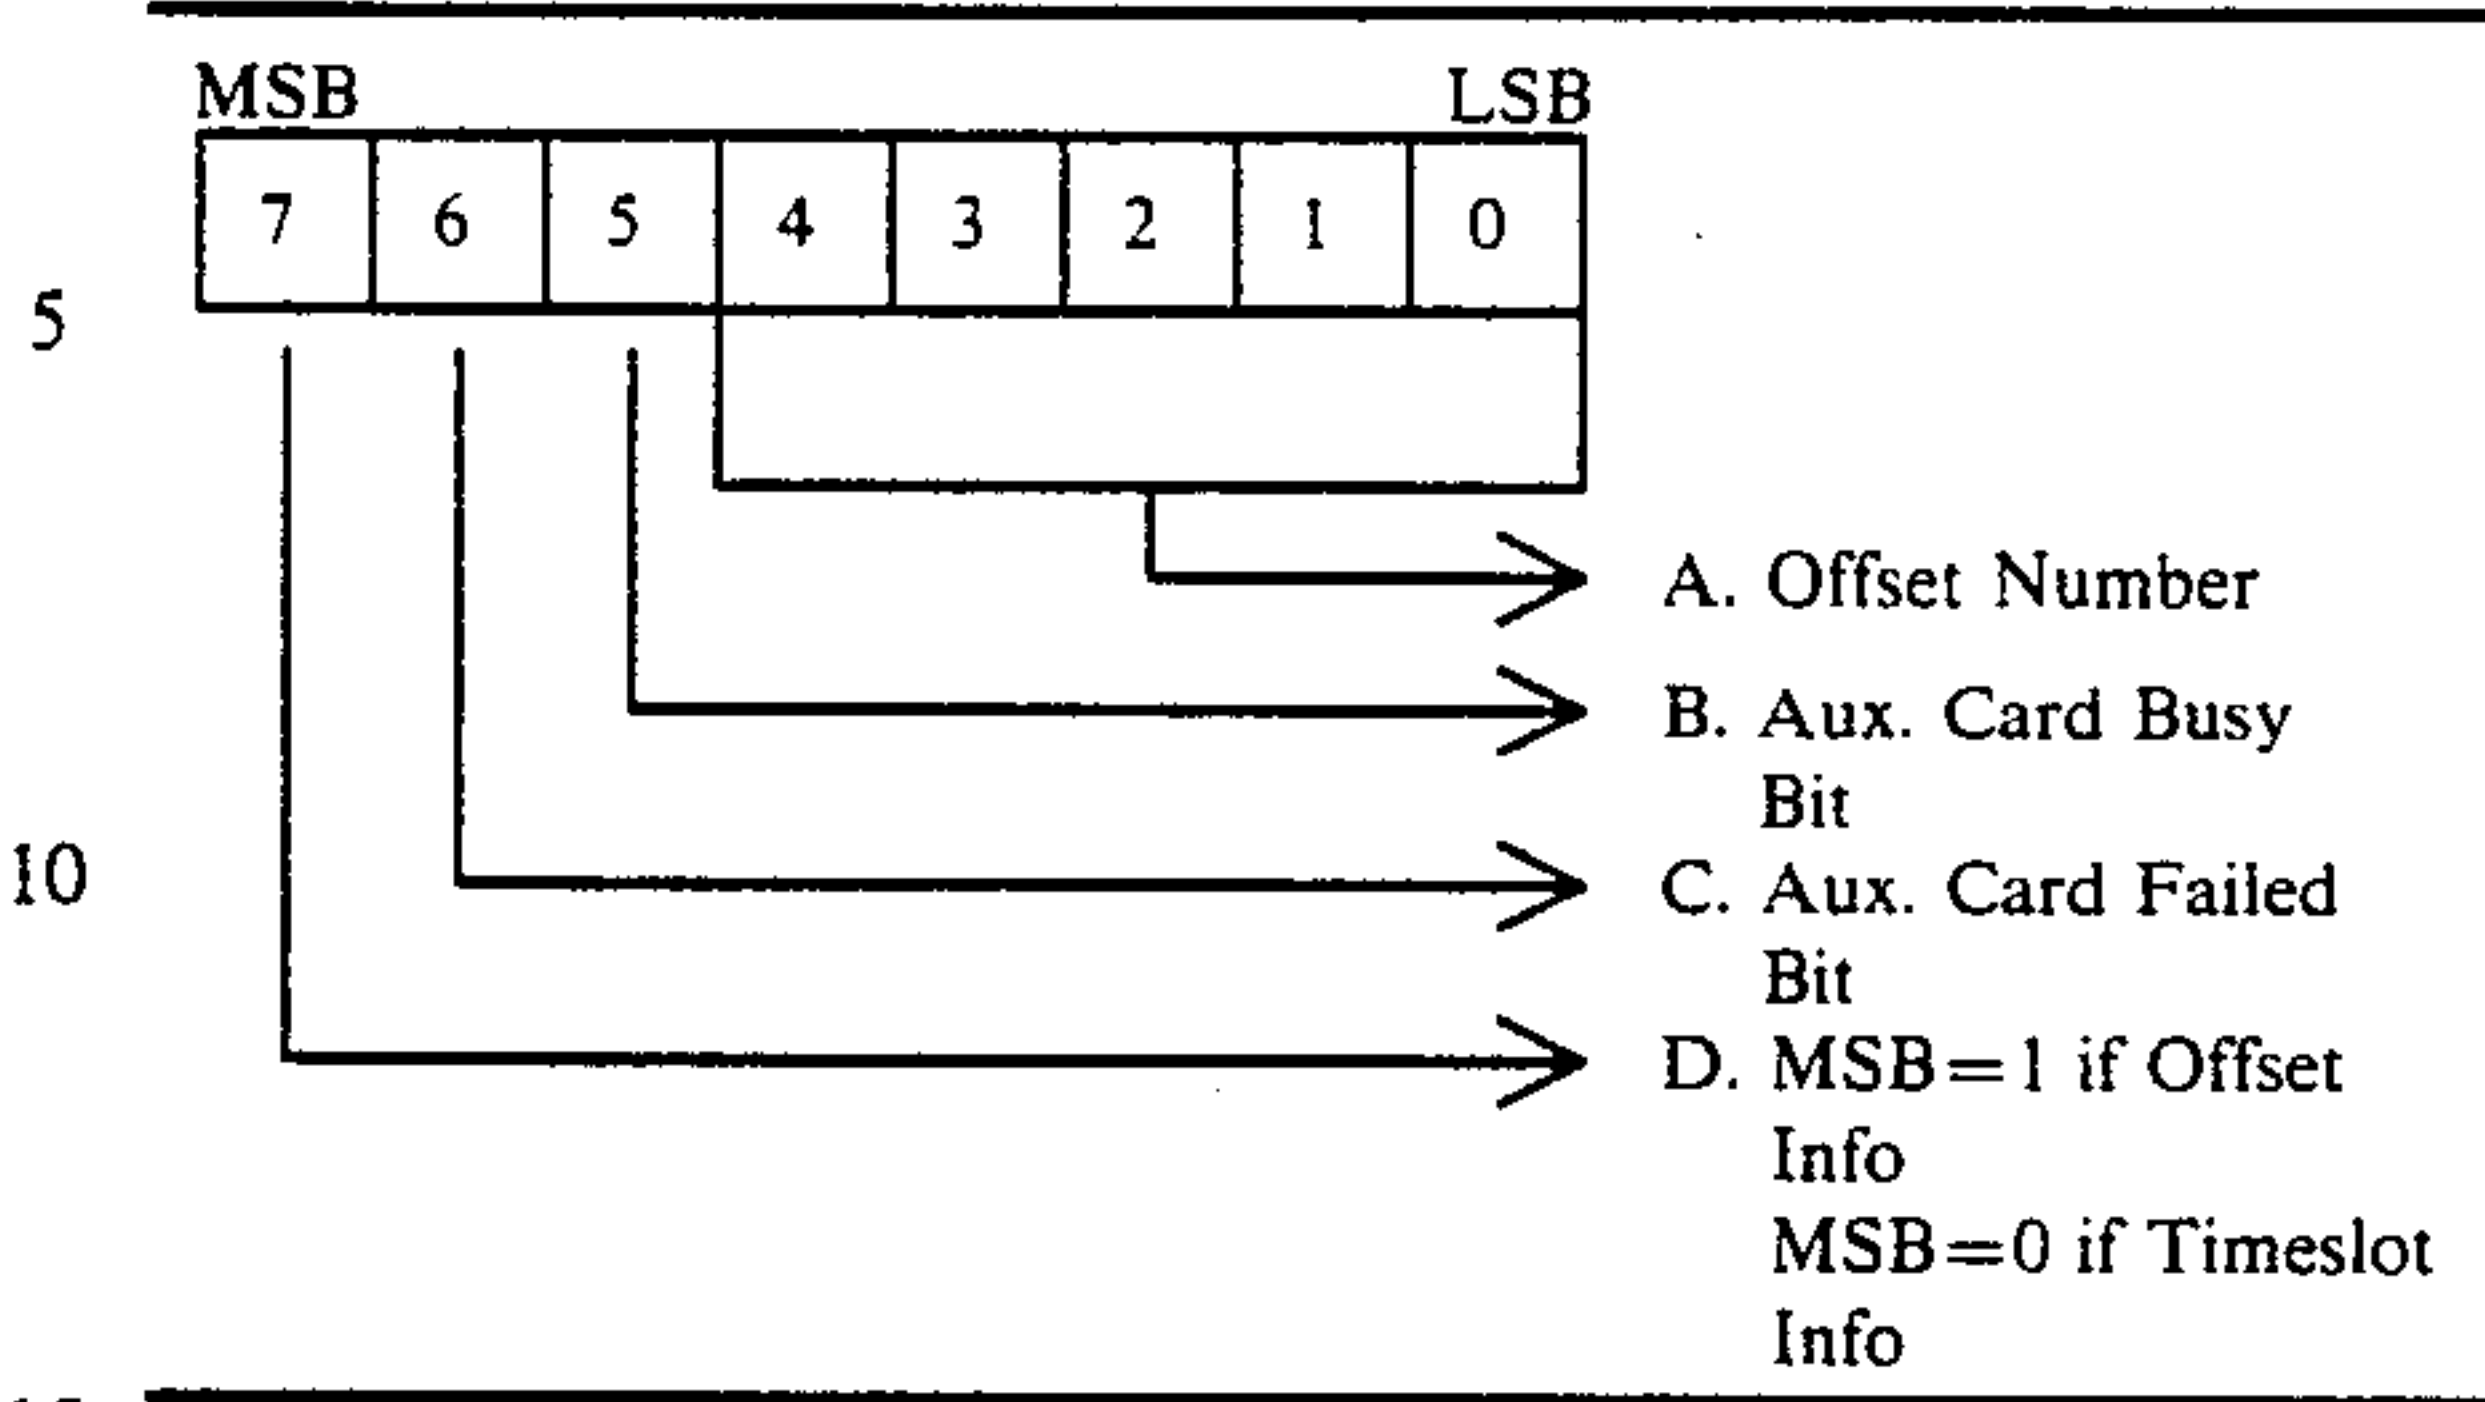 MSB LSB
7 6 5 4 3 2 1 0
5
A. Offset Number
B. Aux. Card Busy
Bit
10
C. Aux. Card Failed
Bit
D. MSB=1 if Offset
Info
MSB=0 if Timeslot
Info